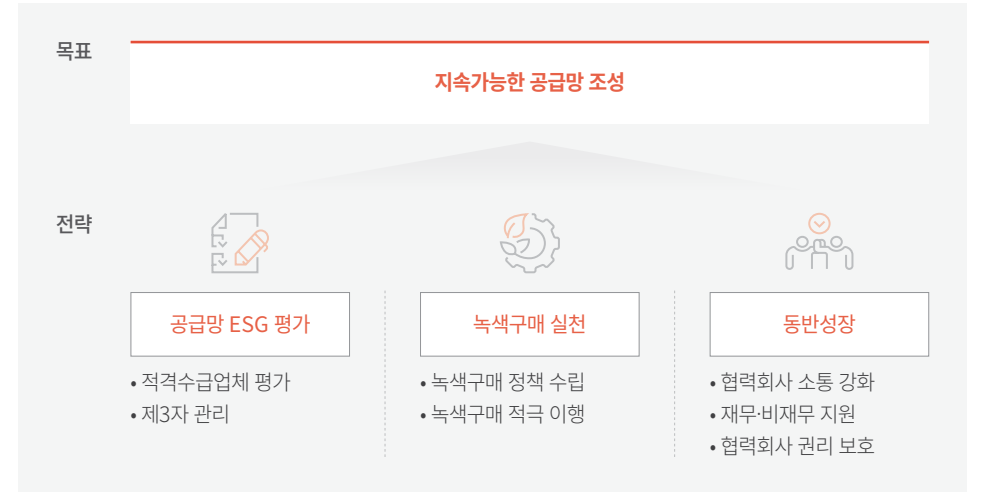 목표
지속가능한 공급망 조성
전략
공급망 ESG 평가
• 적격수급업체 평가
• 제3자 관리
녹색구매 실천
• 녹색구매 정책 수립
• 녹색구매 적극 이행
동반성장
• 협력회사 소통 강화
• 재무·비재무 지원
• 협력회사 권리 보호